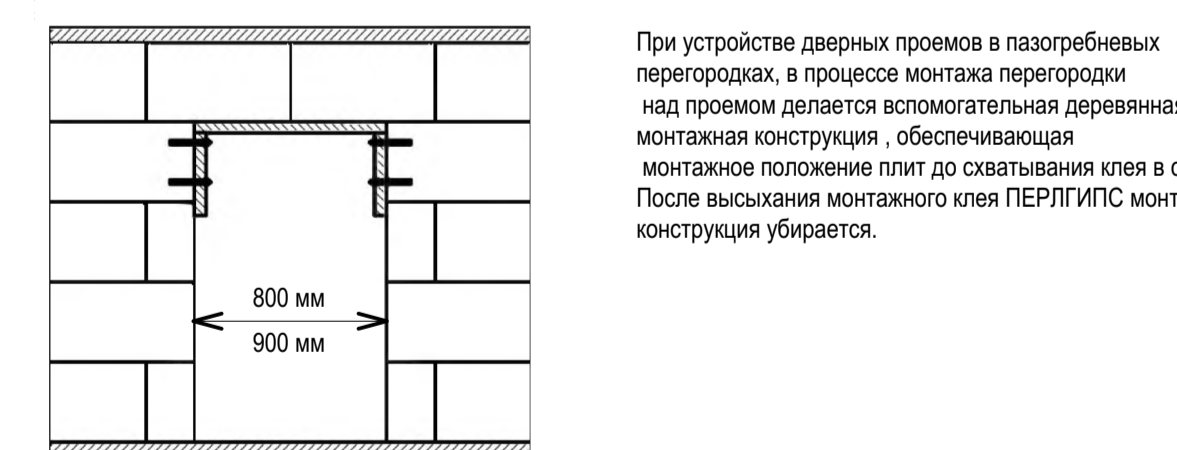 При устройстве дверных проемов в пазогребневых
перегородках, в процессе монтажа перегородки
над проемом делается вспомогательная деревянная
монтажная конструкция , обеспечивающая
монтажное положение плит до схватывания клея в
После высыхания монтажного клея ПЕРЛГИПС
конструкция убирается.
800 мм
900 мм